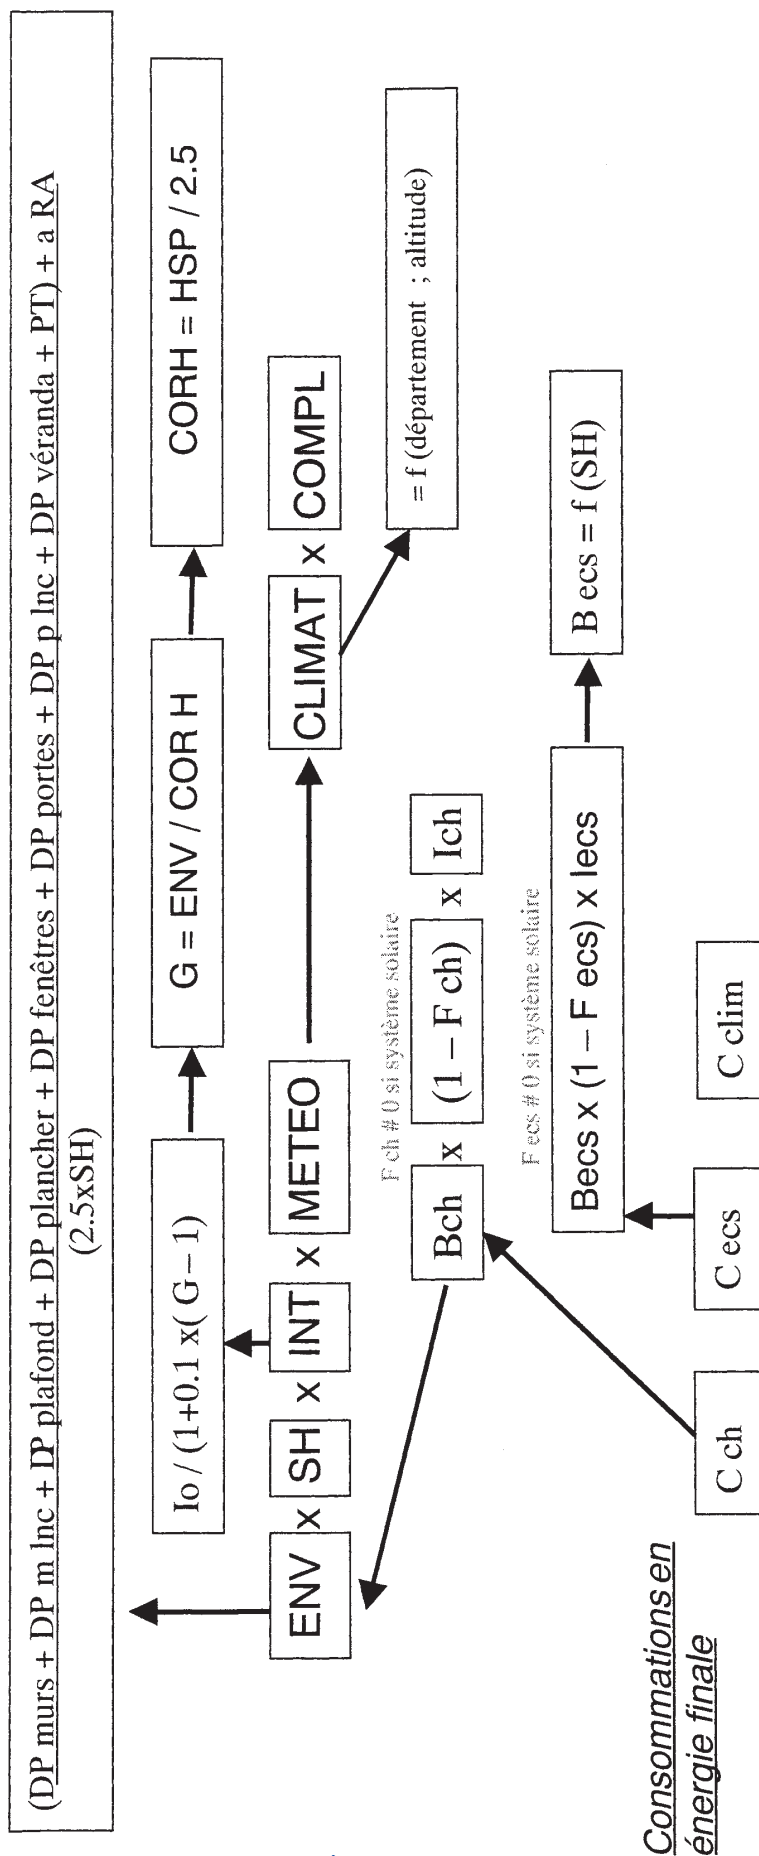 (DP murs + DP m lnc + DP plafond + DP plancher + DP fenêtres + DP portes + DP p lnc + DP véranda + PT) + a RA
(2.5xSH)
Io / (1+0.1 x( G – 1)
G = ENV / COR H
CORH = HSP / 2.5
ENV x SH x INT x METEO
CLIMAT x COMPL
= f (département ; altitude)
F ch # 0 si système solaire
Bch x (1 – F ch) x Ich
F ecs # 0 si système solaire
Becs x (1 – F ecs) x Iecs
B ecs = f (SH)
Consommations en
énergie finale
C ch
C ecs
C clim